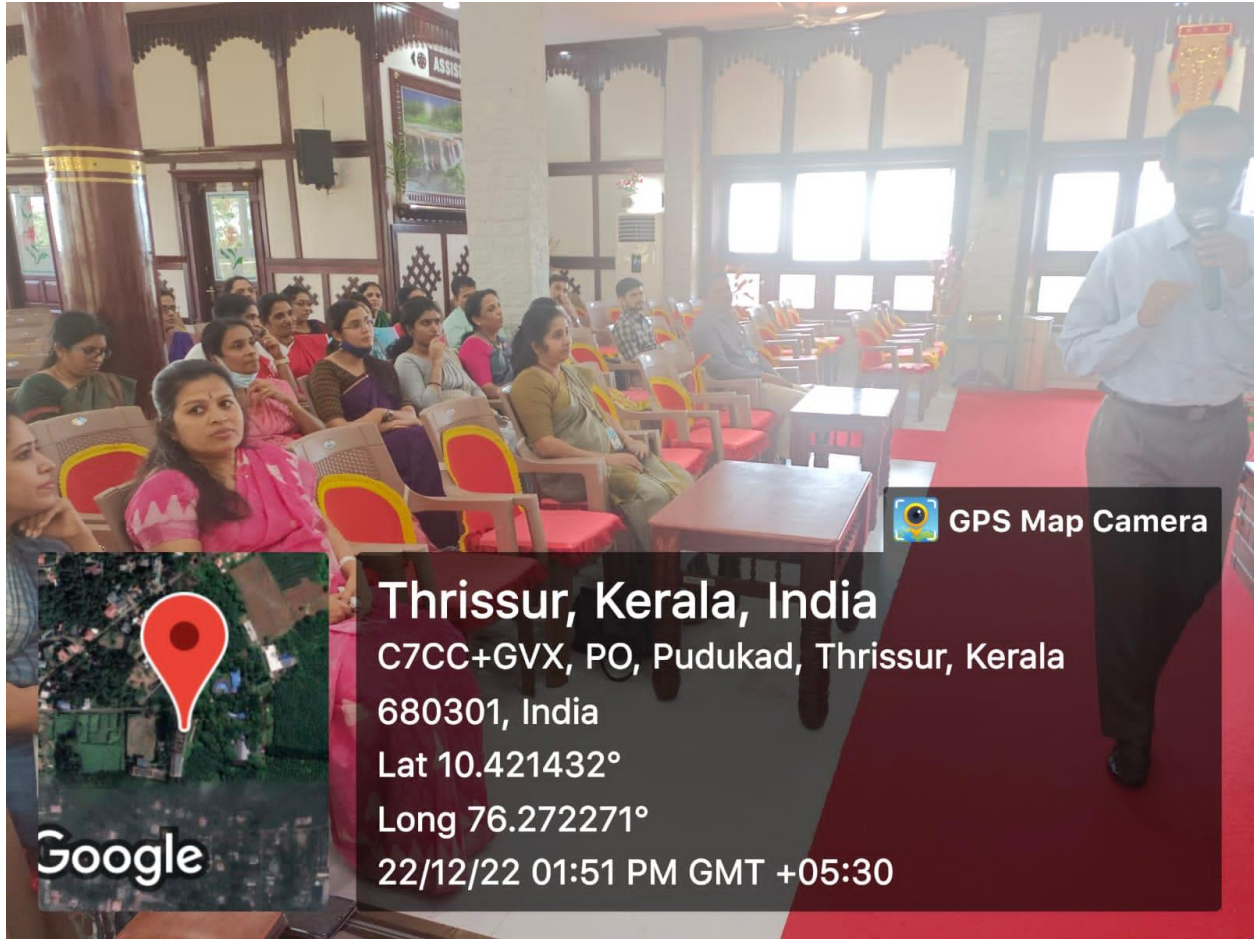 ASSIS
GPS Map Camera
Thrissur, Kerala, India
C7CC+GVX, PO, Pudukad, Thrissur, Kerala
680301, India
Lat 10.421432°
Long 76.272271°
22/12/22 01:51 PM GMT +05:30
Google